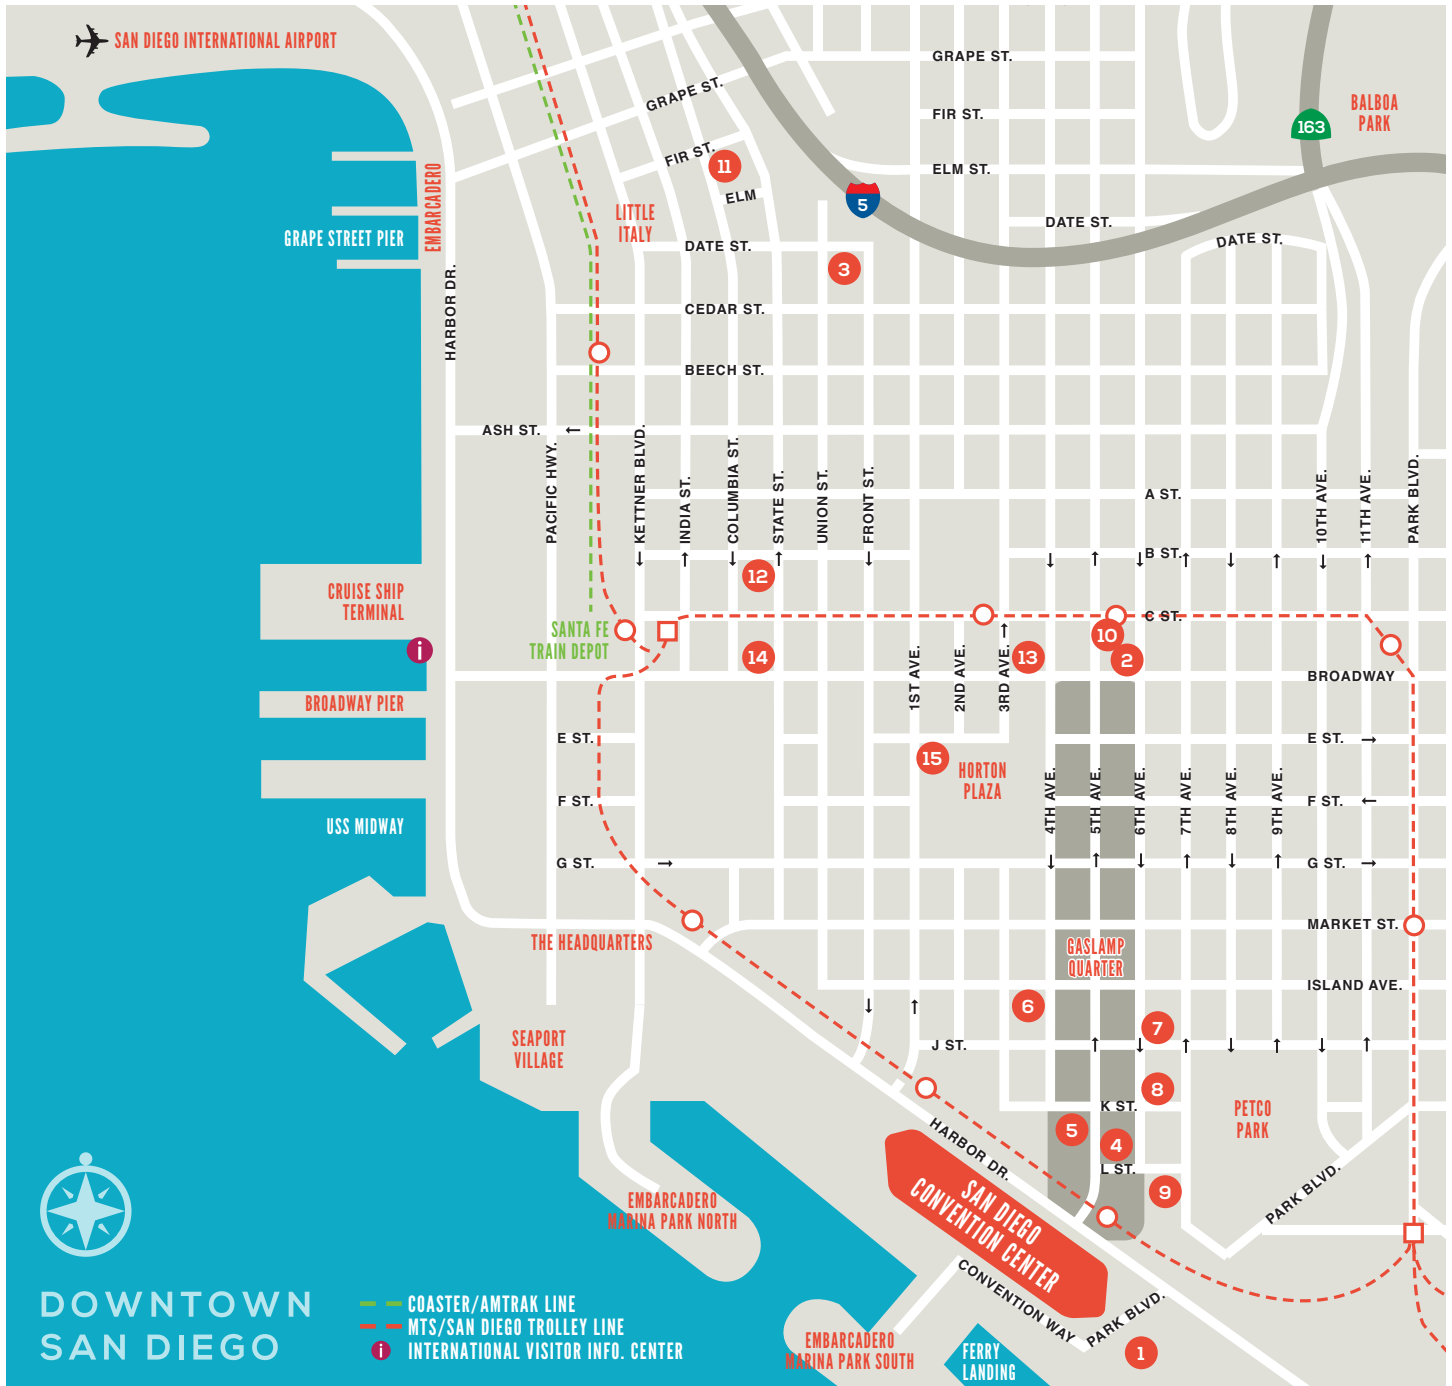 SAN DIEGO INTERNATIONAL AIRPORT
GRAPE ST.
GRAPE ST.
BALBOA
PARK
163
FIR ST.
FIR ST.
11
ELM ST.
ELM
5
EMBARCADERO
LITTLE
ITALY
GRAPE STREET PIER
DATE ST.
DATE ST.
DATE ST.
3
HARBOR DR.
CEDAR ST.
BEECH ST.
ASH ST.
PACIFIC HWY.
KETTNER BLVD.
INDIA ST.
COLUMBIA ST.
STATE ST.
UNION ST.
FRONT ST.
A ST.
10TH AVE.
11TH AVE.
PARK BLVD.
B ST.
12
CRUISE SHIP
TERMINAL
C ST.
SANTA FE
TRAIN DEPOT
i
14
1ST AVE.
2ND AVE.
3RD AVE.
13
10
2
BROADWAY
BROADWAY PIER
E ST.
E ST.
15
HORTON
PLAZA
4TH AVE.
5TH AVE.
6TH AVE.
7TH AVE.
8TH AVE.
9TH AVE.
F ST.
F ST.
USS MIDWAY
G ST.
G ST.
MARKET ST.
THE HEADQUARTERS
GASLAMP
QUARTER
ISLAND AVE.
6
7
SEAPORT
VILLAGE
J ST.
8
K ST.
PETCO
PARK
5
4
HARBOR DR.
L ST.
9
PARK BLVD.
SAN DIEGO
CONVENTION CENTER
EMBARCADERO
MARINA PARK NORTH
CONVENTION WAY
PARK BLVD.
1
DOWNTOWN
SAN DIEGO
COASTER/AMTRAK LINE
MTS/SAN DIEGO TROLLEY LINE
i INTERNATIONAL VISITOR INFO. CENTER
EMBARCADERO
MARINA PARK SOUTH
FERRY
LANDING